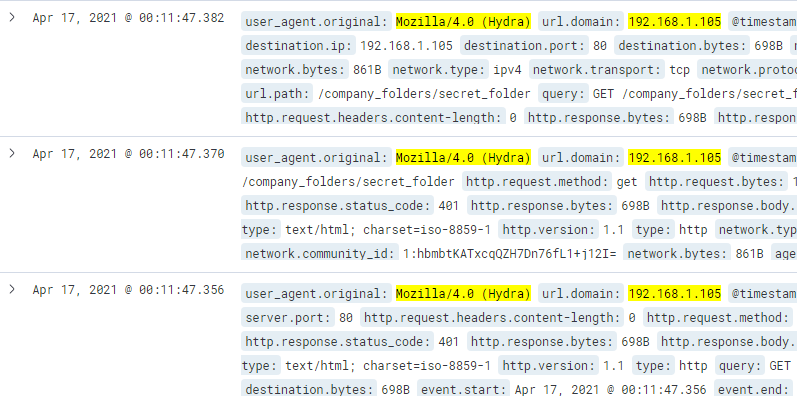 Apr 17, 2021 @ 00:11:47.382 user_agent.original: Mozilla/4.0 (Hydra) url.domain: 192.168.1.105 @timestam
destination.ip: 192.168.1.105 destination.port: 80 destination.bytes: 698B
network.bytes: 861B network.type: ipv4 network.transport: tcp network.proto
url.path: /company_folders/secret_folder query: GET /company_folders/secret_f
http.request.headers.content-length: 0 http.response.bytes: 698B http.respon
Apr 17, 2021 @ 00:11:47.370 user_agent.original: Mozilla/4.0 (Hydra) url.domain: 192.168.1.105 @timestam
/company_folders/secret_folder http.request.method: get http.request.bytes: 1
http.response.status_code: 401 http.response.bytes: 698B http.response.body.
type: text/html; charset=iso-8859-1 http.version: 1.1 type: http network.typ
network.community_id: 1:hbmbtKATxcqQZH7Dn76fL1+j12I= network.bytes: 861B age
Apr 17, 2021 @ 00:11:47.356 user_agent.original: Mozilla/4.0 (Hydra) url.domain: 192.168.1.105 @timestam
server.port: 80 http.request.headers.content-length: 0 http.request.method:
http.response.status_code: 401 http.response.bytes: 698B http.response.body.
type: text/html; charset=iso-8859-1 http.version: 1.1 type: http query: GET
destination.bytes: 698B event.start: Apr 17, 2021 @ 00:11:47.356 event.end: